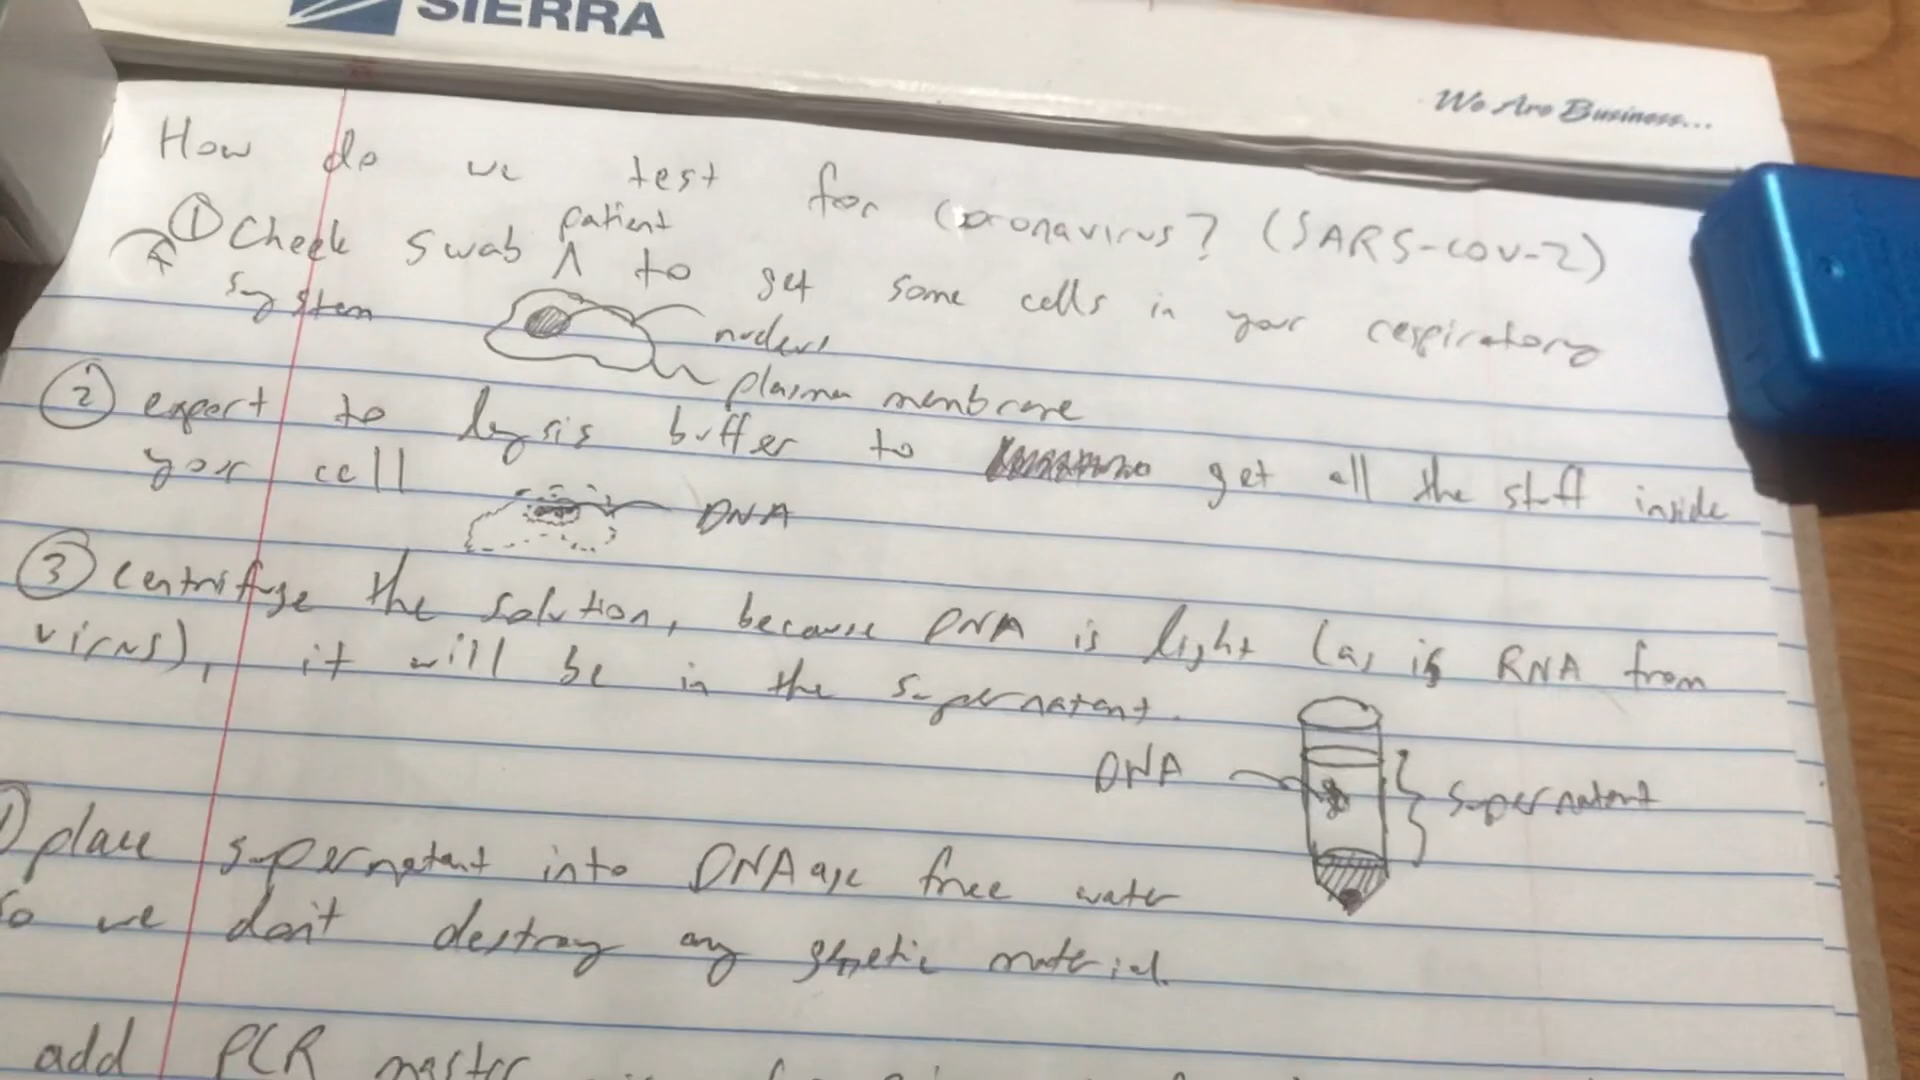 SIERRA
We Are Business...
How do we test for coronavirus? (SARS-COV-2)
① Cheek swab patient to get some cells in your respiratory
system
nucleus
plasma membrane
② export to lysis buffer to get all the stuff inside
your cell
DNA
③ centrifuge the solution, because DNA is light (as is RNA from
virus), it will be in the supernatant.
DNA
supernatent
place supernatant into DNAase free water
so we don't destroy any genetic material.
add PCR master